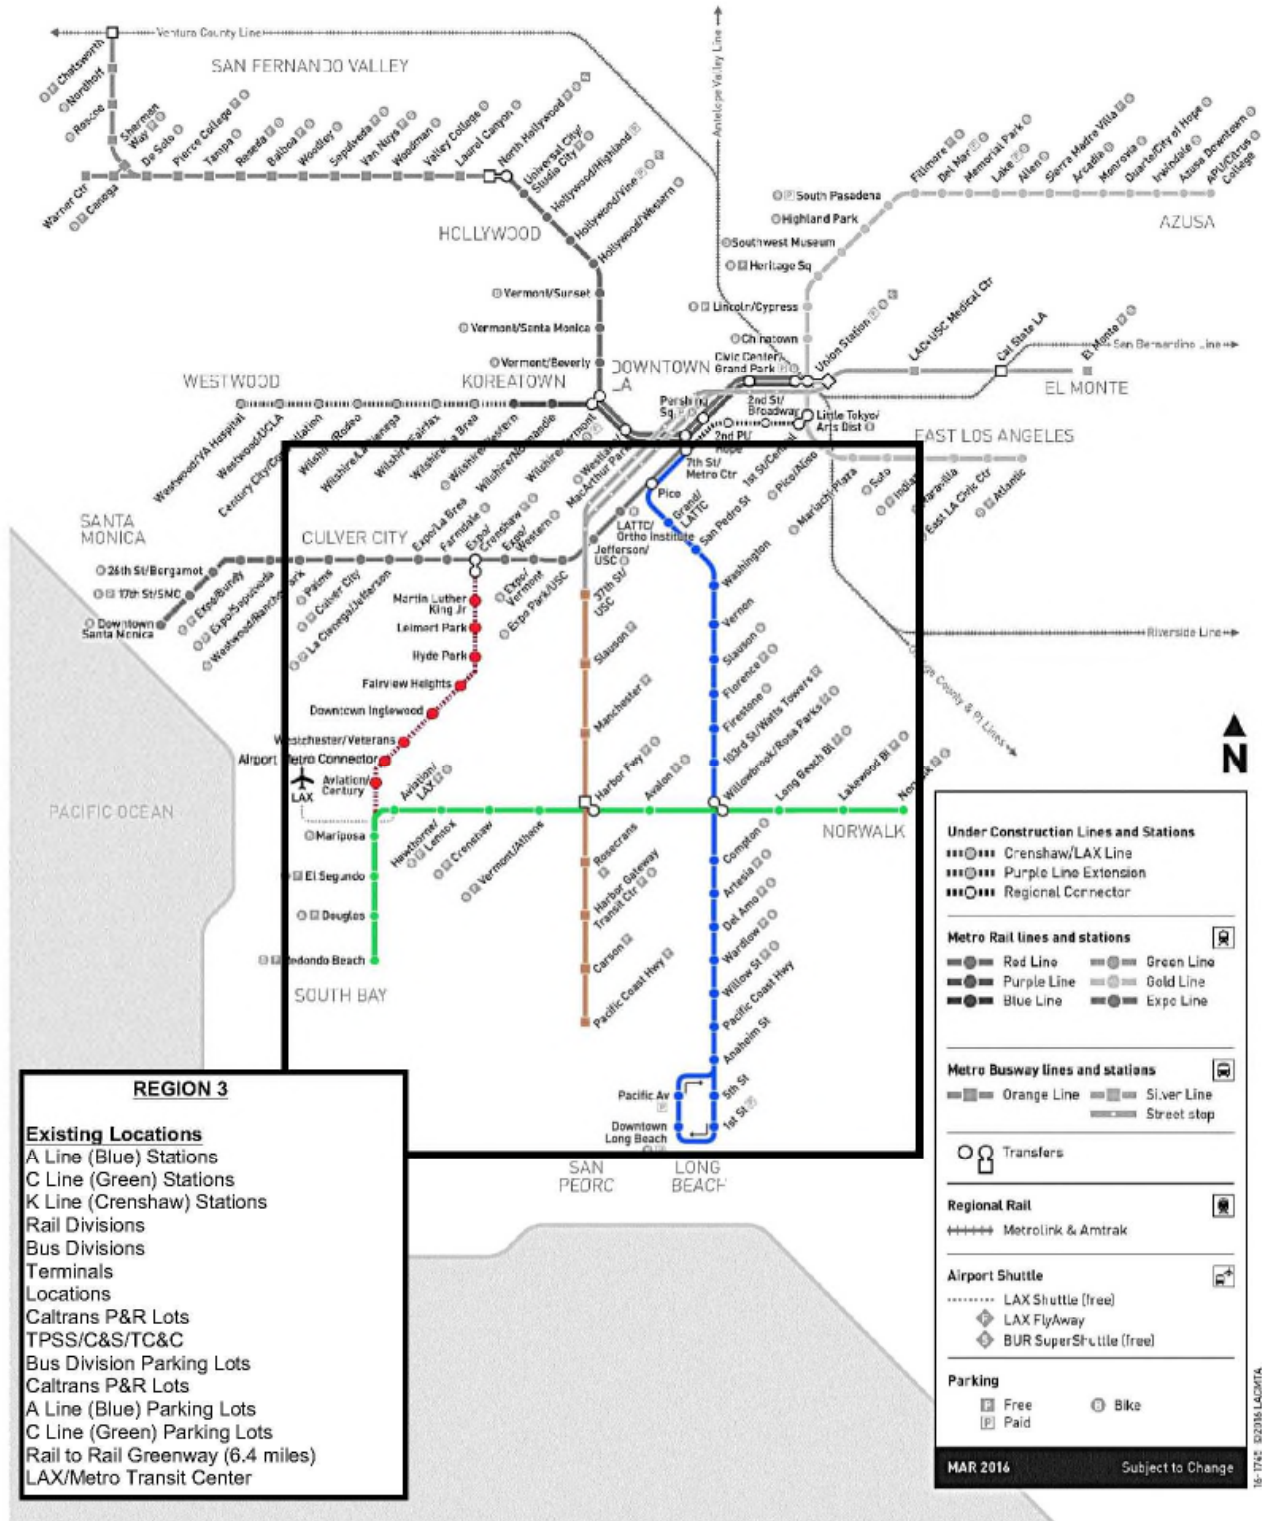 Ventura County Line
Antelope Valley Line
SAN FERNANDO VALLEY
Chatsworth
Nordhoff
Roscoe
Sherman
Way
Warner Ctr
Canoga
De Soto
Pierce College
Tampa
Reseda
Balboa
Woodley
Sepulveda
Van Nuys
Woodman
Valley College
Laurel Canyon
North Hollywood
Universal City/
Studio City
Hollywood/Highland
Hollywood/Vine
Hollywood/Western
HOLLYWOOD
Vermont/Sunset
Vermont/Santa Monica
Vermont/Beverly
Fillmore
Del Mar
Memorial Park
Lake
Allen
Sierra Madre Villa
Arcadia
Monrovia
Duarte/City of Hope
Irwindale
Azusa Downtown
APU/Citrus
College
AZUSA
South Pasadena
Highland Park
Southwest Museum
Heritage Sq
Lincoln/Cypress
Chinatown
Union Station
LAC+USC Medical Ctr
Cal State LA
El Monte
San Bernardino Line
EL MONTE
DOWNTOWN
LA
Civic Center/
Grand Park
Pershing
Sq
2nd St/
Broadway
Little Tokyo/
Arts Dist
2nd Pl/
Hope
1st St/Central
EAST LOS ANGELES
Pico/Aliso
Mariachi Plaza
Soto
Indiana
Maravilla
East LA Civic Ctr
Atlantic
WESTWOOD
KOREATOWN
Westwood/VA Hospital
Westwood/UCLA
Century City/Constellation
Wilshire/Rodeo
Wilshire/La Cienega
Wilshire/Fairfax
Wilshire/La Brea
Wilshire/Western
Wilshire/Normandie
Wilshire/Vermont
Westlake/
MacArthur Park
7th St/
Metro Ctr
Pico
Grand/
LATTC
San Pedro St
Washington
Vernon
Slauson
Florence
Firestone
103rd St/Watts Towers
Willowbrook/Rosa Parks
SANTA
MONICA
CULVER CITY
26th St/Bergamot
17th St/SMC
Downtown
Santa Monica
Expo/Bundy
Expo/Sepulveda
Westwood/Rancho Park
Palms
Culver City
La Cienega/Jefferson
Expo/La Brea
Farmdale
Expo/
Crenshaw
Expo/
Western
Expo/
Vermont
Expo Park/USC
Jefferson/
USC
LATTC/
Ortho Institute
37th St/
USC
Slauson
Manchester
Harbor Fwy
Avalon
Long Beach Bl
Lakewood Bl
Norwalk
NORWALK
Riverside Line
Orange County & 91 Lines
Martin Luther
King Jr
Leimert Park
Hyde Park
Fairview Heights
Downtown Inglewood
Westchester/Veterans
Airport Metro Connector
LAX
Aviation/
Century
Aviation/
LAX
Mariposa
El Segundo
Douglas
Redondo Beach
Hawthorne/
Lennox
Crenshaw
Vermont/Athens
Rosecrans
Harbor Gateway
Transit Ctr
Carson
Pacific Coast Hwy
Compton
Artesia
Del Amo
Wardlow
Willow St
Pacific Coast Hwy
Anaheim St
5th St
1st St
Pacific Av
Downtown
Long Beach
PACIFIC OCEAN
SOUTH BAY
SAN
PEDRO
LONG
BEACH
N
REGION 3
Existing Locations
A Line (Blue) Stations
C Line (Green) Stations
K Line (Crenshaw) Stations
Rail Divisions
Bus Divisions
Terminals
Locations
Caltrans P&R Lots
TPSS/C&S/TC&C
Bus Division Parking Lots
Caltrans P&R Lots
A Line (Blue) Parking Lots
C Line (Green) Parking Lots
Rail to Rail Greenway (6.4 miles)
LAX/Metro Transit Center
Under Construction Lines and Stations
Crenshaw/LAX Line
Purple Line Extension
Regional Connector
Metro Rail lines and stations
Red Line Green Line
Purple Line Gold Line
Blue Line Expo Line
Metro Busway lines and stations
Orange Line Silver Line
Street stop
Transfers
Regional Rail
Metrolink & Amtrak
Airport Shuttle
LAX Shuttle (free)
F LAX FlyAway
S BUR SuperShuttle (free)
Parking
P Free B Bike
P Paid
MAR 2016 Subject to Change
©2016 LACMTA